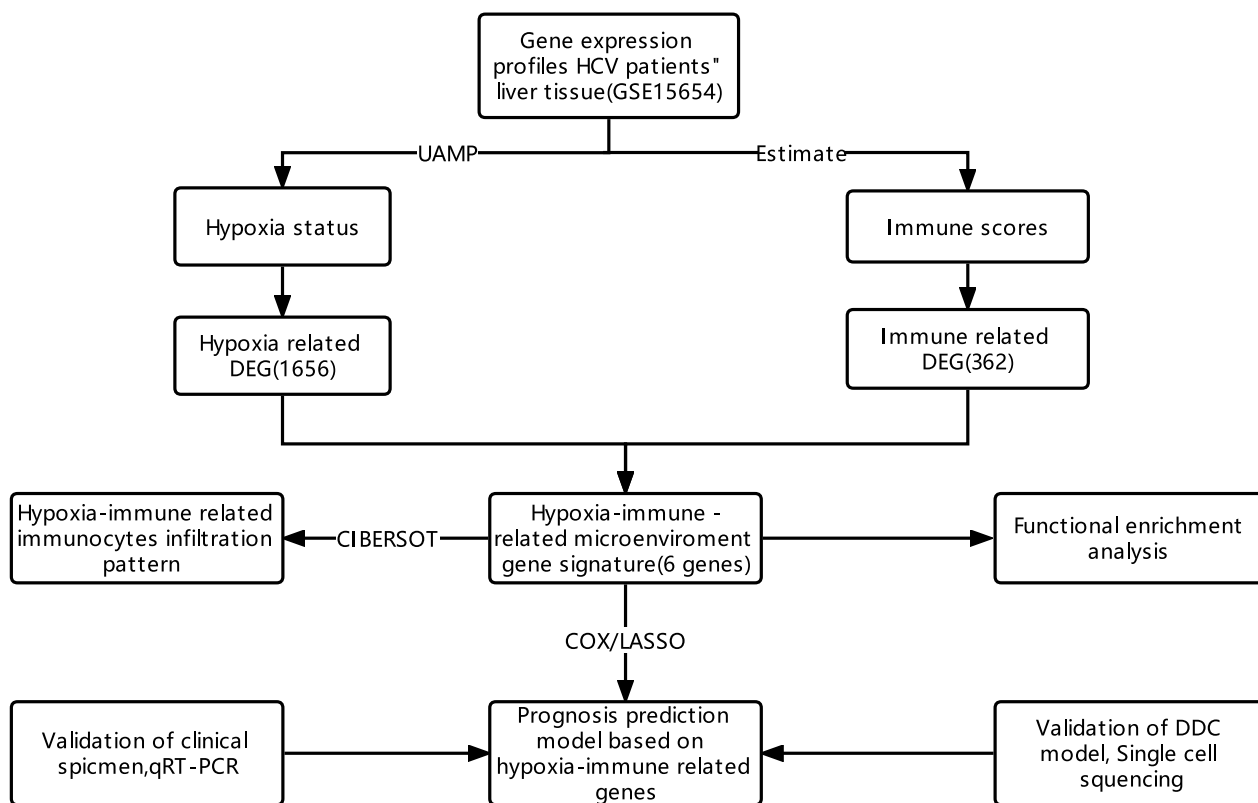 Gene expression
profiles HCV patients"
liver tissue(GSE15654)
UAMP
Estimate
Hypoxia status
Immune scores
Hypoxia related
DEG(1656)
Immune related
DEG(362)
Hypoxia-immune related
immunocytes infiltration
pattern
CIBERSOT
Hypoxia-immune -
related microenviroment
gene signature(6 genes)
Functional enrichment
analysis
COX/LASSO
Validation of clinical
spicmen,qRT-PCR
Prognosis prediction
model based on
hypoxia-immune related
genes
Validation of DDC
model, Single cell
squencing